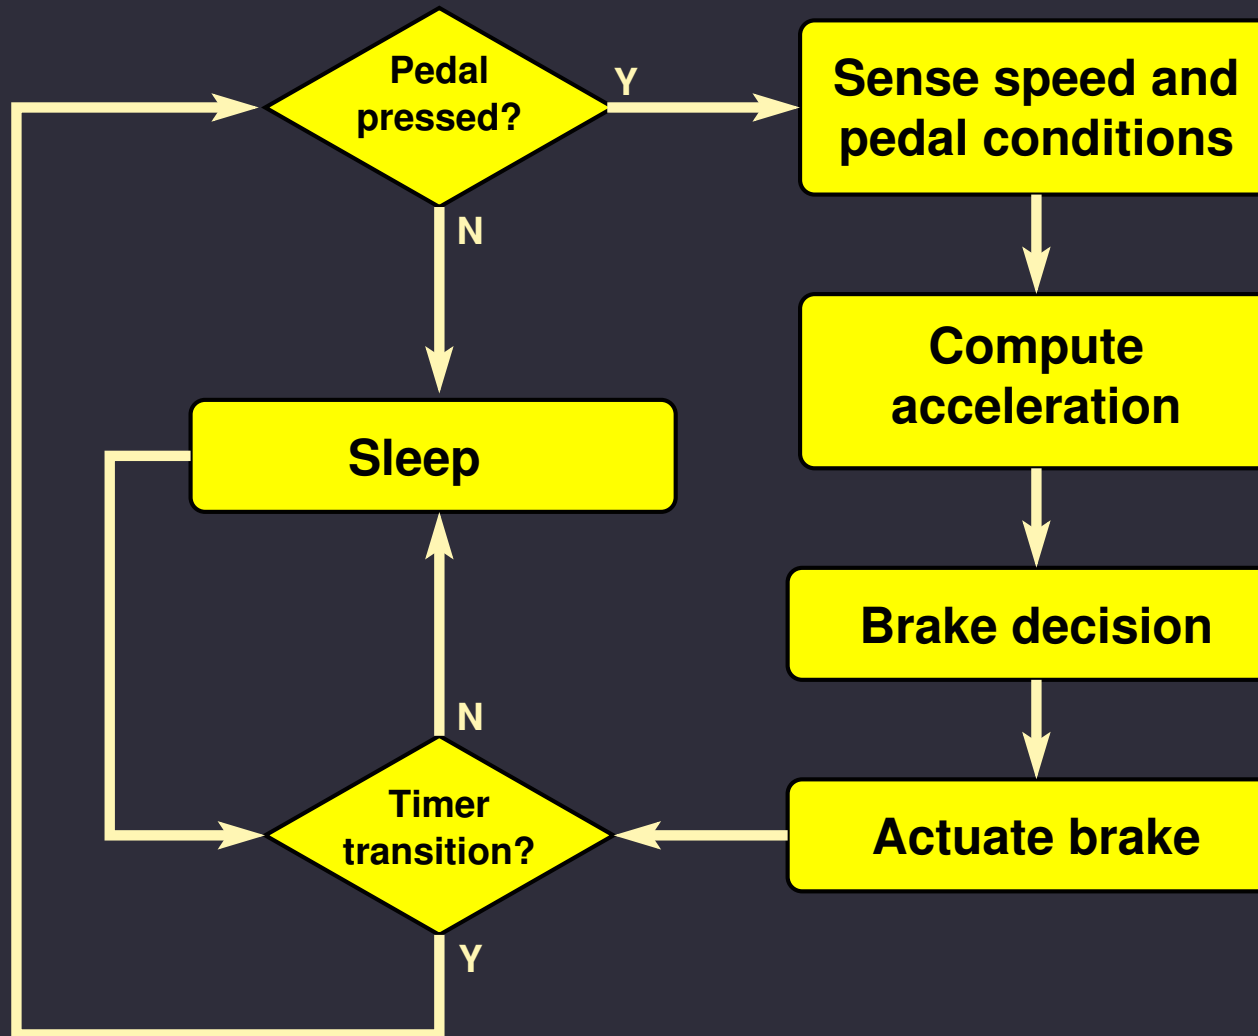 Pedal
pressed?
Y
Sense speed and
pedal conditions
N
Compute
acceleration
Sleep
Brake decision
N
Timer
transition?
Actuate brake
Y